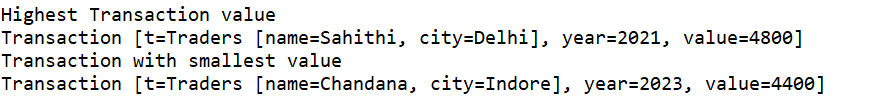 Highest Transaction value
Transaction [t=Traders [name=Sahithi, city=Delhi], year=2021, value=4800]
Transaction with smallest value
Transaction [t=Traders [name=Chandana, city=Indore], year=2023, value=4400]